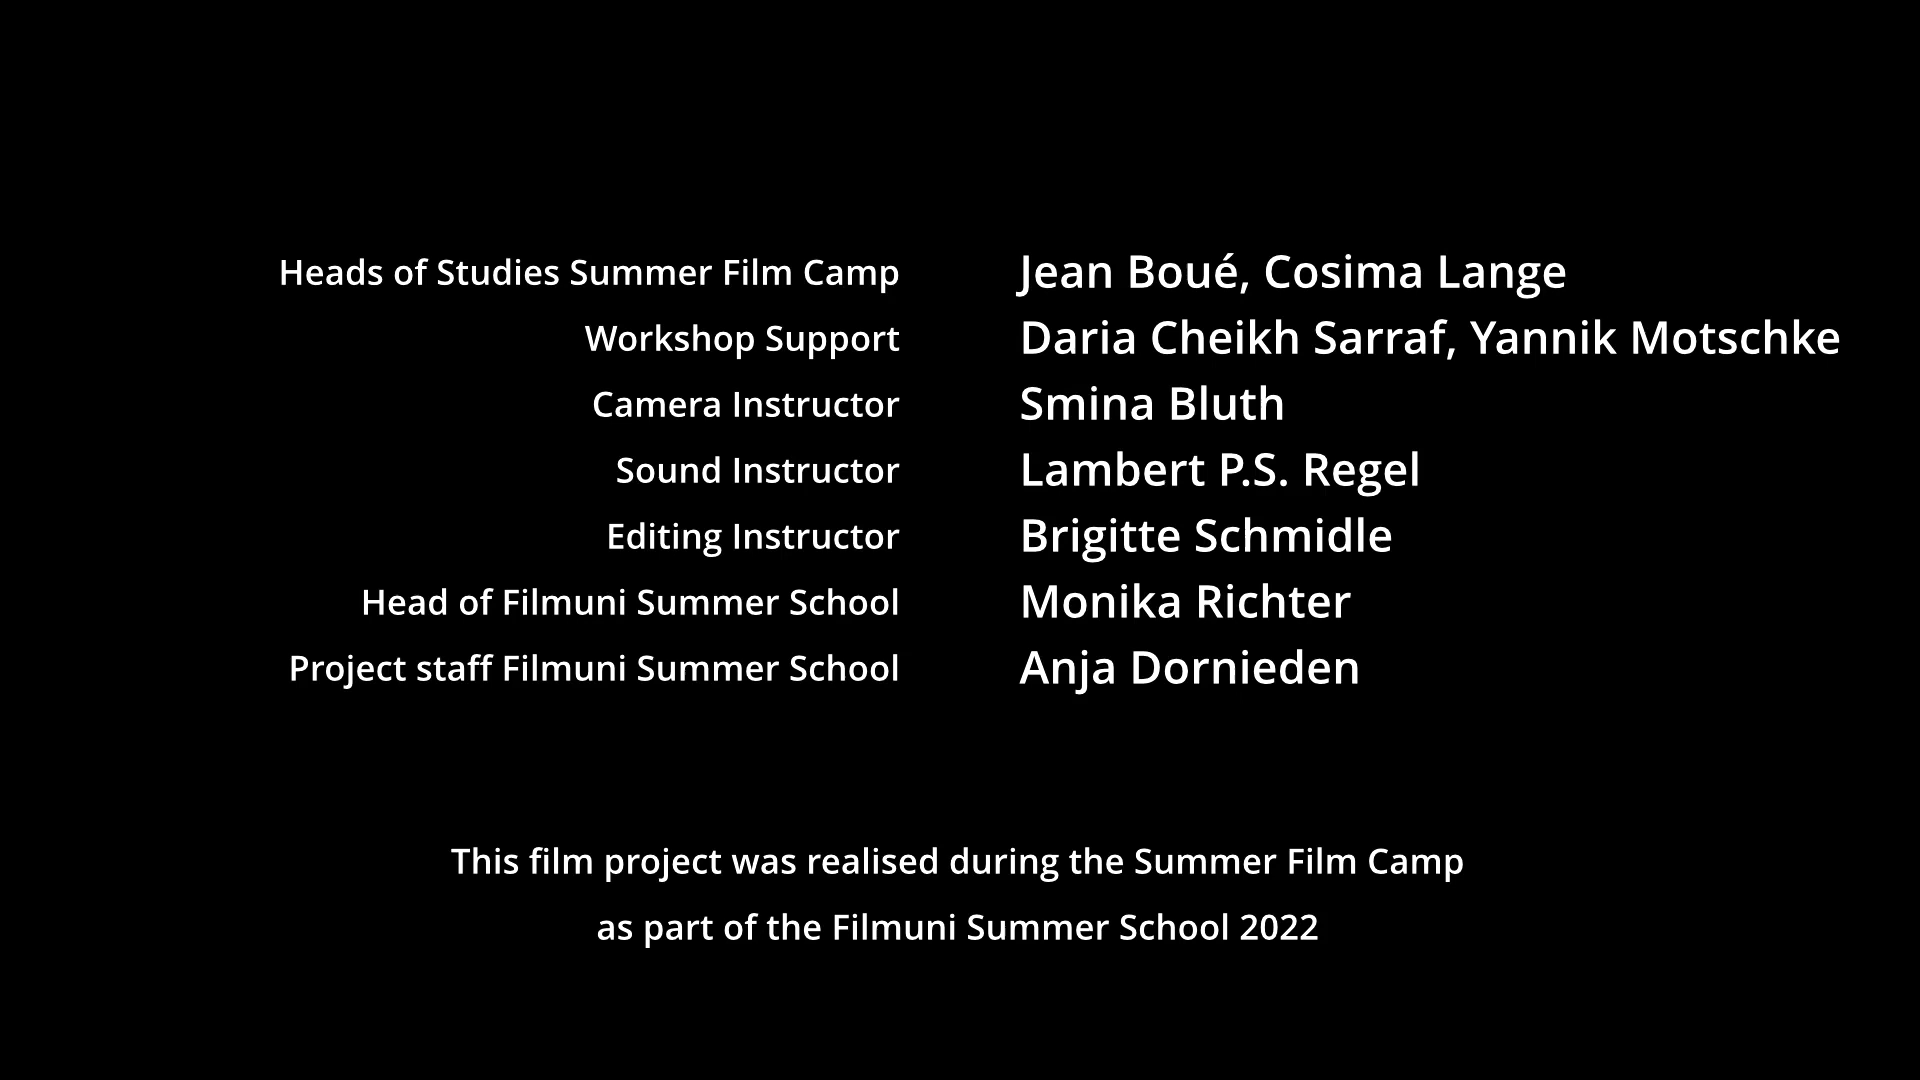 Heads of Studies Summer Film Camp Jean Boué, Cosima Lange
Workshop Support Daria Cheikh Sarraf, Yannik Motschke
Camera Instructor Smina Bluth
Sound Instructor Lambert P.S. Regel
Editing Instructor Brigitte Schmidle
Head of Filmuni Summer School Monika Richter
Project staff Filmuni Summer School Anja Dornieden
This film project was realised during the Summer Film Camp
as part of the Filmuni Summer School 2022